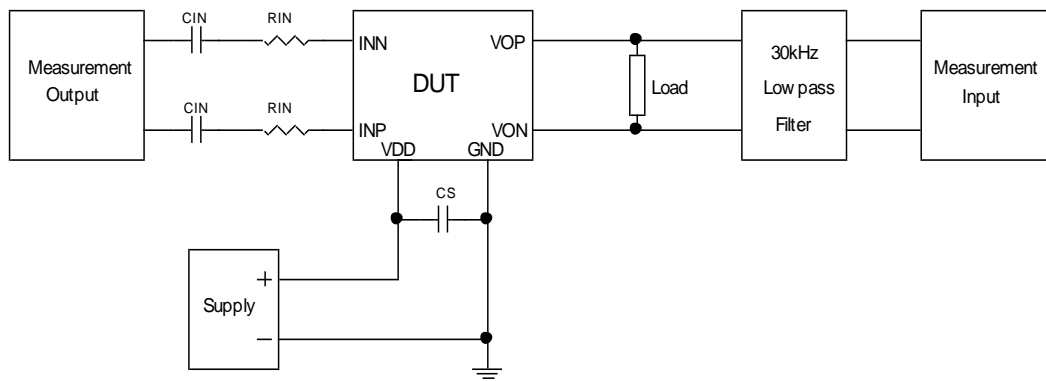 CIN
RIN
INN
VOP
Measurement
Output
DUT
Load
30kHz
Low pass
Filter
Measurement
Input
CIN
RIN
INP
VON
VDD
GND
CS
Supply
+
−